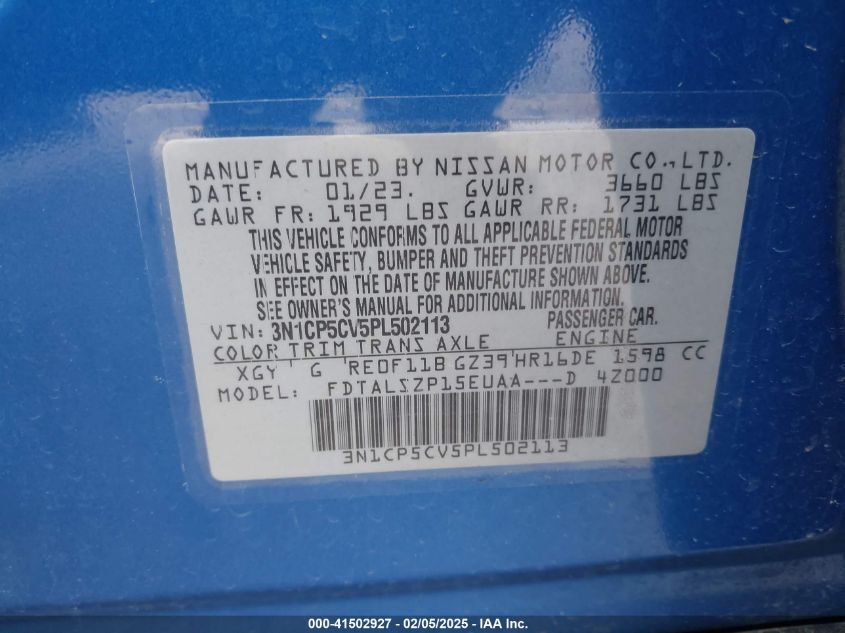 MANUFACTURED BY NISSAN MOTOR CO., LTD.
DATE: 01/23. GVWR: 3660 LBS
GAWR FR: 1929 LBS GAWR RR: 1731 LBS
THIS VEHICLE CONFORMS TO ALL APPLICABLE FEDERAL MOTOR
VEHICLE SAFETY, BUMPER AND THEFT PREVENTION STANDARDS
IN EFFECT ON THE DATE OF MANUFACTURE SHOWN ABOVE.
SEE OWNER'S MANUAL FOR ADDITIONAL INFORMATION
VIN: 3N1CP5CV5PL502113 PASSENGER CAR.
COLOR TRIM TRANS AXLE ENGINE
XGY G RE0F11B GZ39 HR16DE 1598 CC
MODEL: FDTALSZP15EUAA---D 4Z000
3N1CP5CV5PL502113
000-41502927 - 02/05/2025 - IAA Inc.